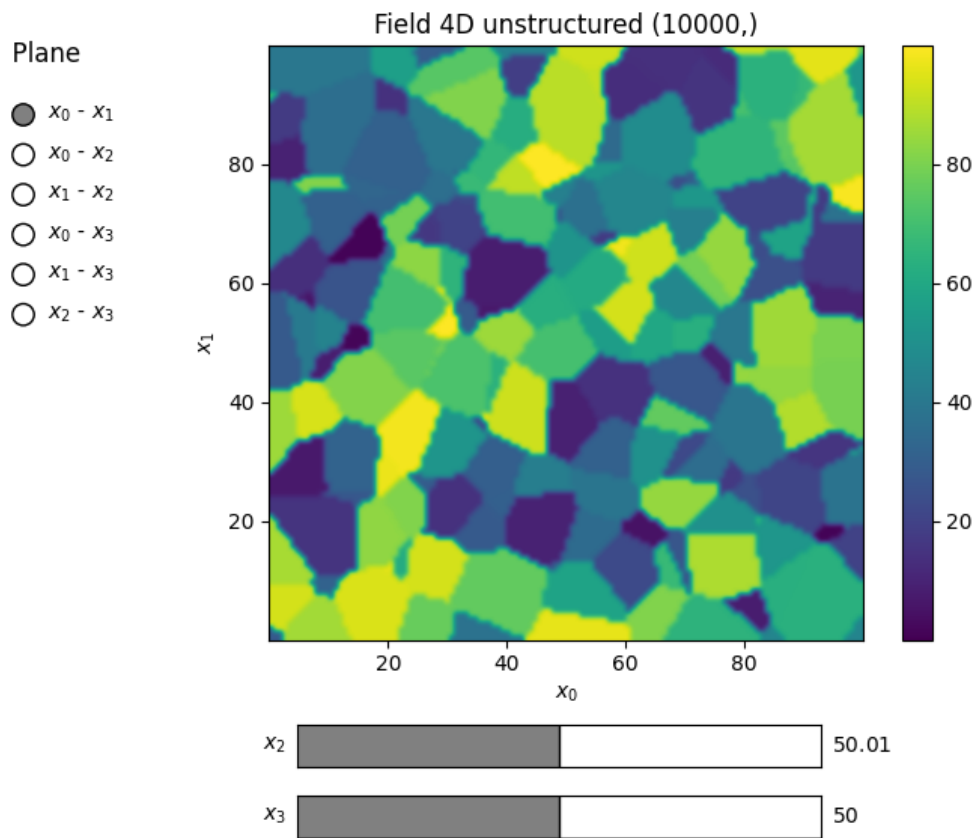 Field 4D unstructured (10000,)
Plane
x₀ - x₁
x₀ - x₂
x₁ - x₂
x₀ - x₃
x₁ - x₃
x₂ - x₃
80
60
40
20
x₁
20
40
60
80
x₀
80
60
40
20
x₂ 50.01
x₃ 50